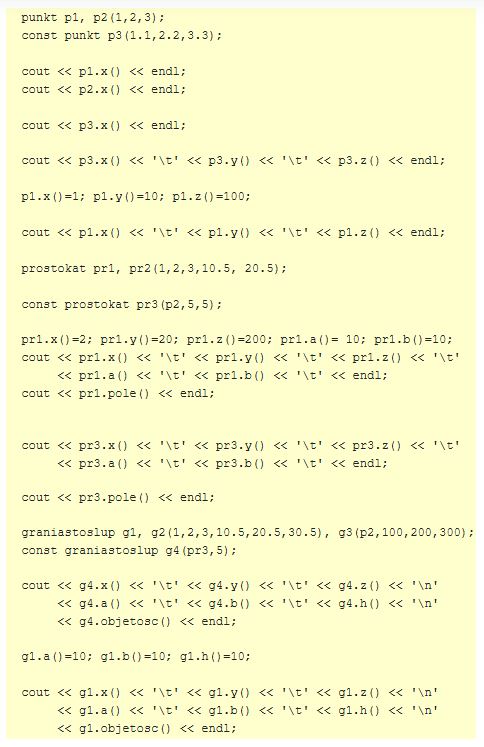 punkt p1, p2(1,2,3);
const punkt p3(1.1,2.2,3.3);
cout << p1.x() << endl;
cout << p2.x() << endl;
cout << p3.x() << endl;
cout << p3.x() << '\t' << p3.y() << '\t' << p3.z() << endl;
p1.x()=1; p1.y()=10; p1.z()=100;
cout << p1.x() << '\t' << p1.y() << '\t' << p1.z() << endl;
prostokat pr1, pr2(1,2,3,10.5, 20.5);
const prostokat pr3(p2,5,5);
pr1.x()=2; pr1.y()=20; pr1.z()=200; pr1.a()= 10; pr1.b()=10;
cout << pr1.x() << '\t' << pr1.y() << '\t' << pr1.z() << '\t'
<< pr1.a() << '\t' << pr1.b() << '\t' << endl;
cout << pr1.pole() << endl;
cout << pr3.x() << '\t' << pr3.y() << '\t' << pr3.z() << '\t'
<< pr3.a() << '\t' << pr3.b() << '\t' << endl;
cout << pr3.pole() << endl;
graniastoslup g1, g2(1,2,3,10.5,20.5,30.5), g3(p2,100,200,300);
const graniastoslup g4(pr3,5);
cout << g4.x() << '\t' << g4.y() << '\t' << g4.z() << '\n'
<< g4.a() << '\t' << g4.b() << '\t' << g4.h() << '\n'
<< g4.objetosc() << endl;
g1.a()=10; g1.b()=10; g1.h()=10;
cout << g1.x() << '\t' << g1.y() << '\t' << g1.z() << '\n'
<< g1.a() << '\t' << g1.b() << '\t' << g1.h() << '\n'
<< g1.objetosc() << endl;